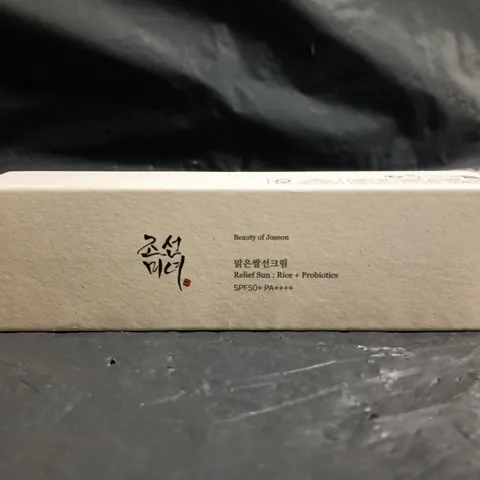 조선
미녀
Beauty of Joseon
맑은쌀선크림
Relief Sun : Rice + Probiotics
SPF50+ PA++++